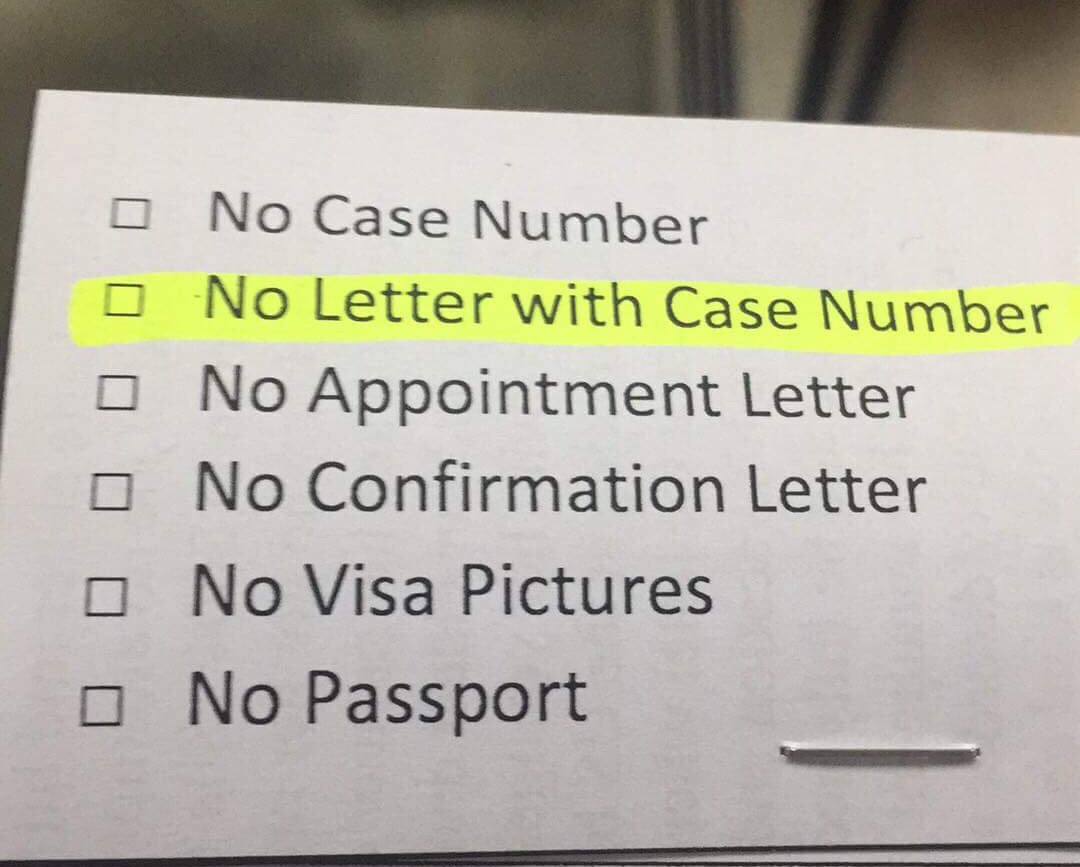 ☐ No Case Number
☐ No Letter with Case Number
☐ No Appointment Letter
☐ No Confirmation Letter
☐ No Visa Pictures
☐ No Passport